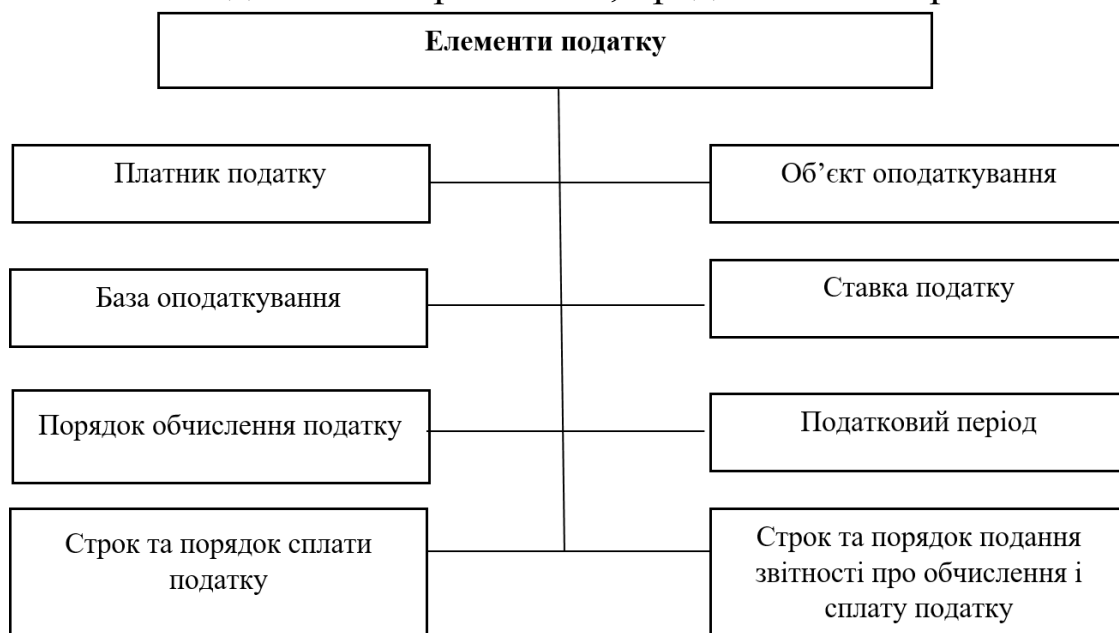 Елементи податку
Платник податку
Об’єкт оподаткування
База оподаткування
Ставка податку
Порядок обчислення податку
Податковий період
Строк та порядок сплати
податку
Строк та порядок подання
звітності про обчислення і
сплату податку